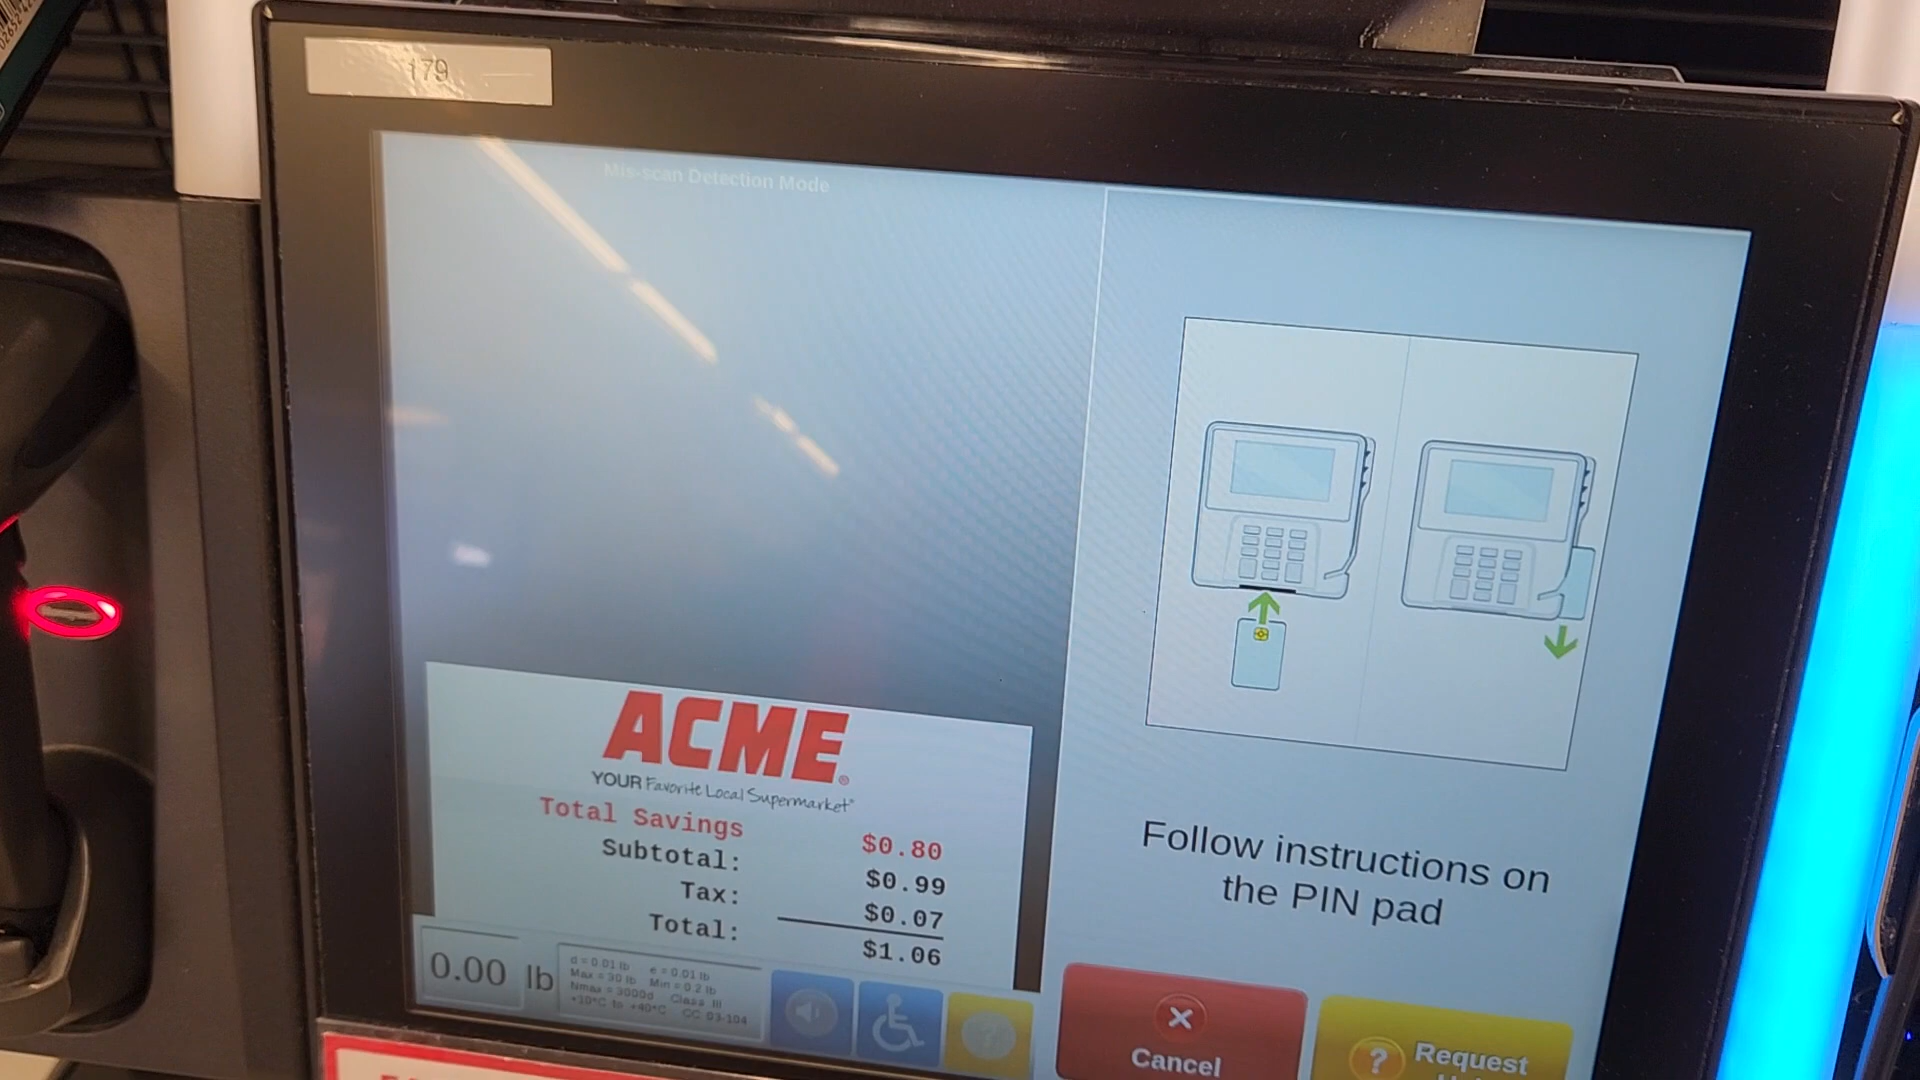 179
Mis-scan Detection Mode
ACME®
YOUR Favorite Local Supermarket
Total Savings $0.80
Subtotal: $0.99
Tax: $0.07
Total: $1.06
0.00 lb
d = 0.01 lb e = 0.01 lb
Max = 30 lb Min = 0.2 lb
Nmax = 3000d Class III
+10°C to +40°C CC 03-104
Follow instructions on
the PIN pad
Cancel
? Request